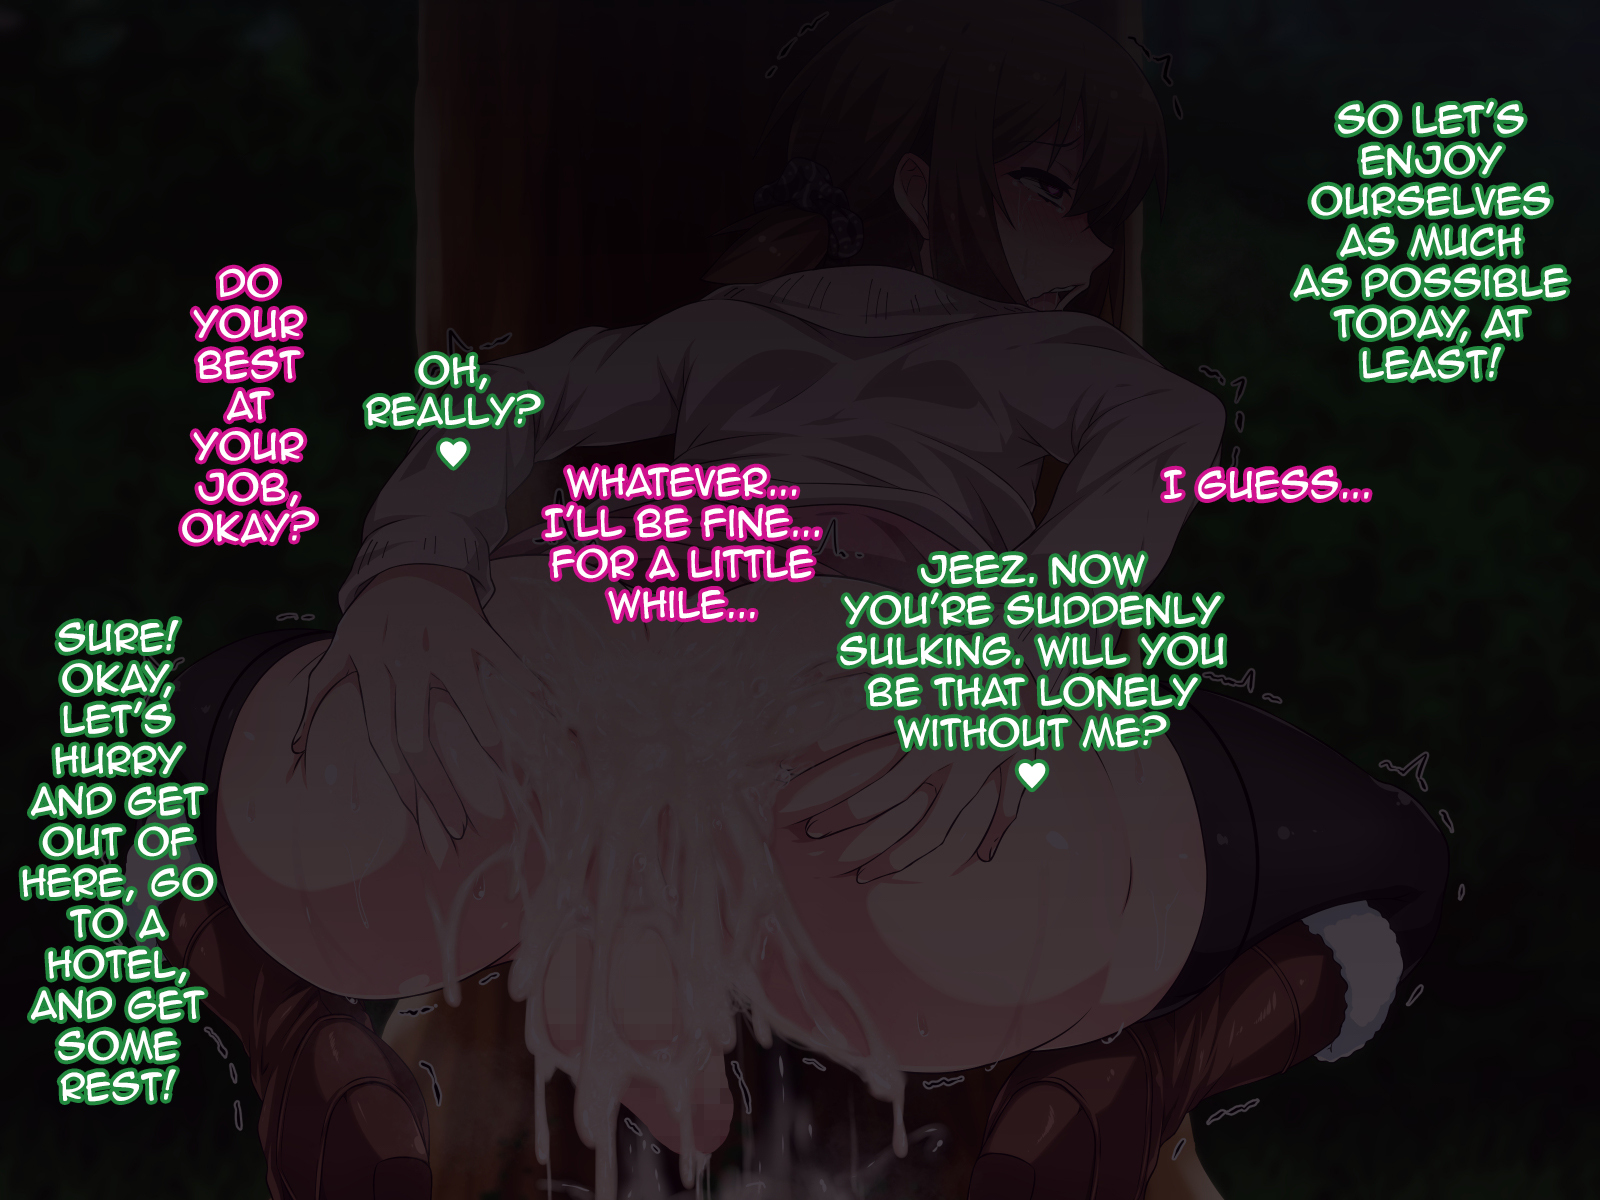 SO LET'S
ENJOY
OURSELVES
AS MUCH
AS POSSIBLE
TODAY, AT
LEAST!
I GUESS...
JEEZ. NOW
YOU'RE SUDDENLY
SULKING. WILL YOU
BE THAT LONELY
WITHOUT ME?
♥
WHATEVER...
I'LL BE FINE...
FOR A LITTLE
WHILE...
OH,
REALLY?
♥
DO
YOUR
BEST
AT
YOUR
JOB,
OKAY?
SURE!
OKAY,
LET'S
HURRY
AND GET
OUT OF
HERE, GO
TO A
HOTEL,
AND GET
SOME
REST!